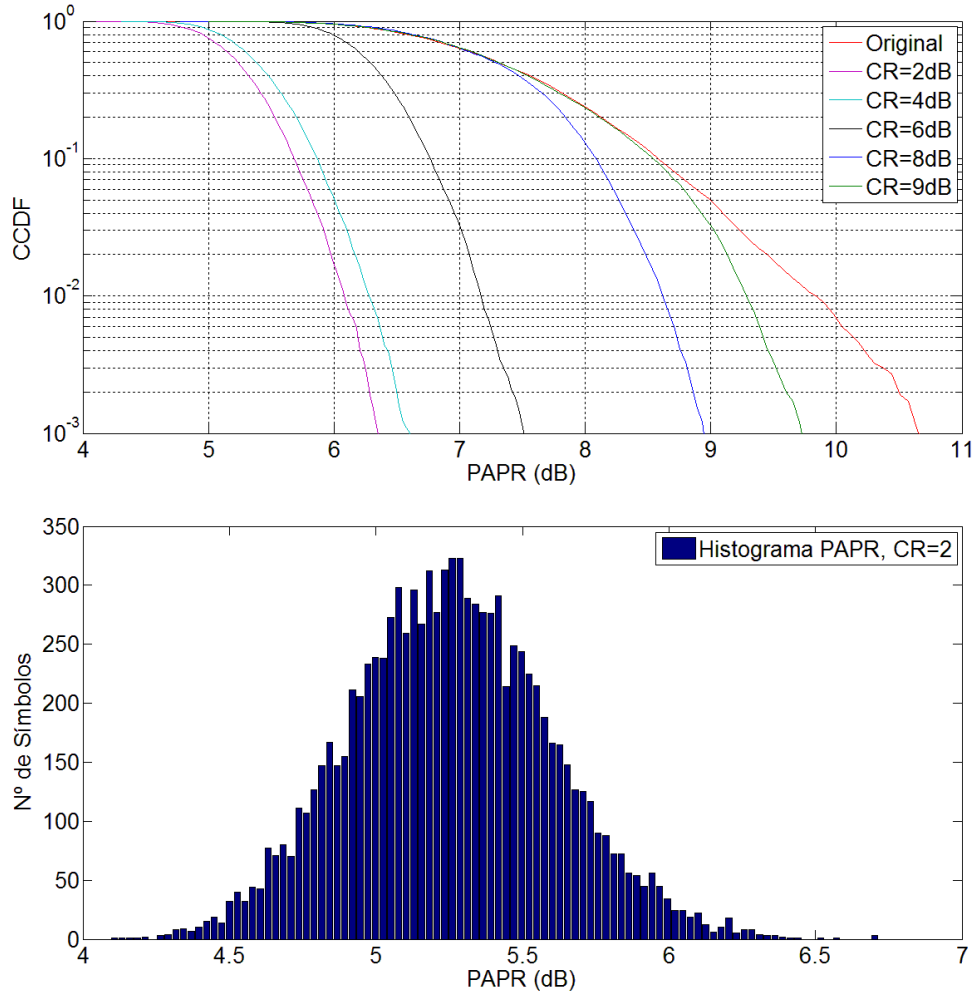 10^0
10^-1
10^-2
10^-3
CCDF
Original
CR=2dB
CR=4dB
CR=6dB
CR=8dB
CR=9dB
4 5 6 7 8 9 10 11
PAPR (dB)
350
300
250
200
150
100
50
0
Nº de Símbolos
Histograma PAPR, CR=2
4 4.5 5 5.5 6 6.5 7
PAPR (dB)